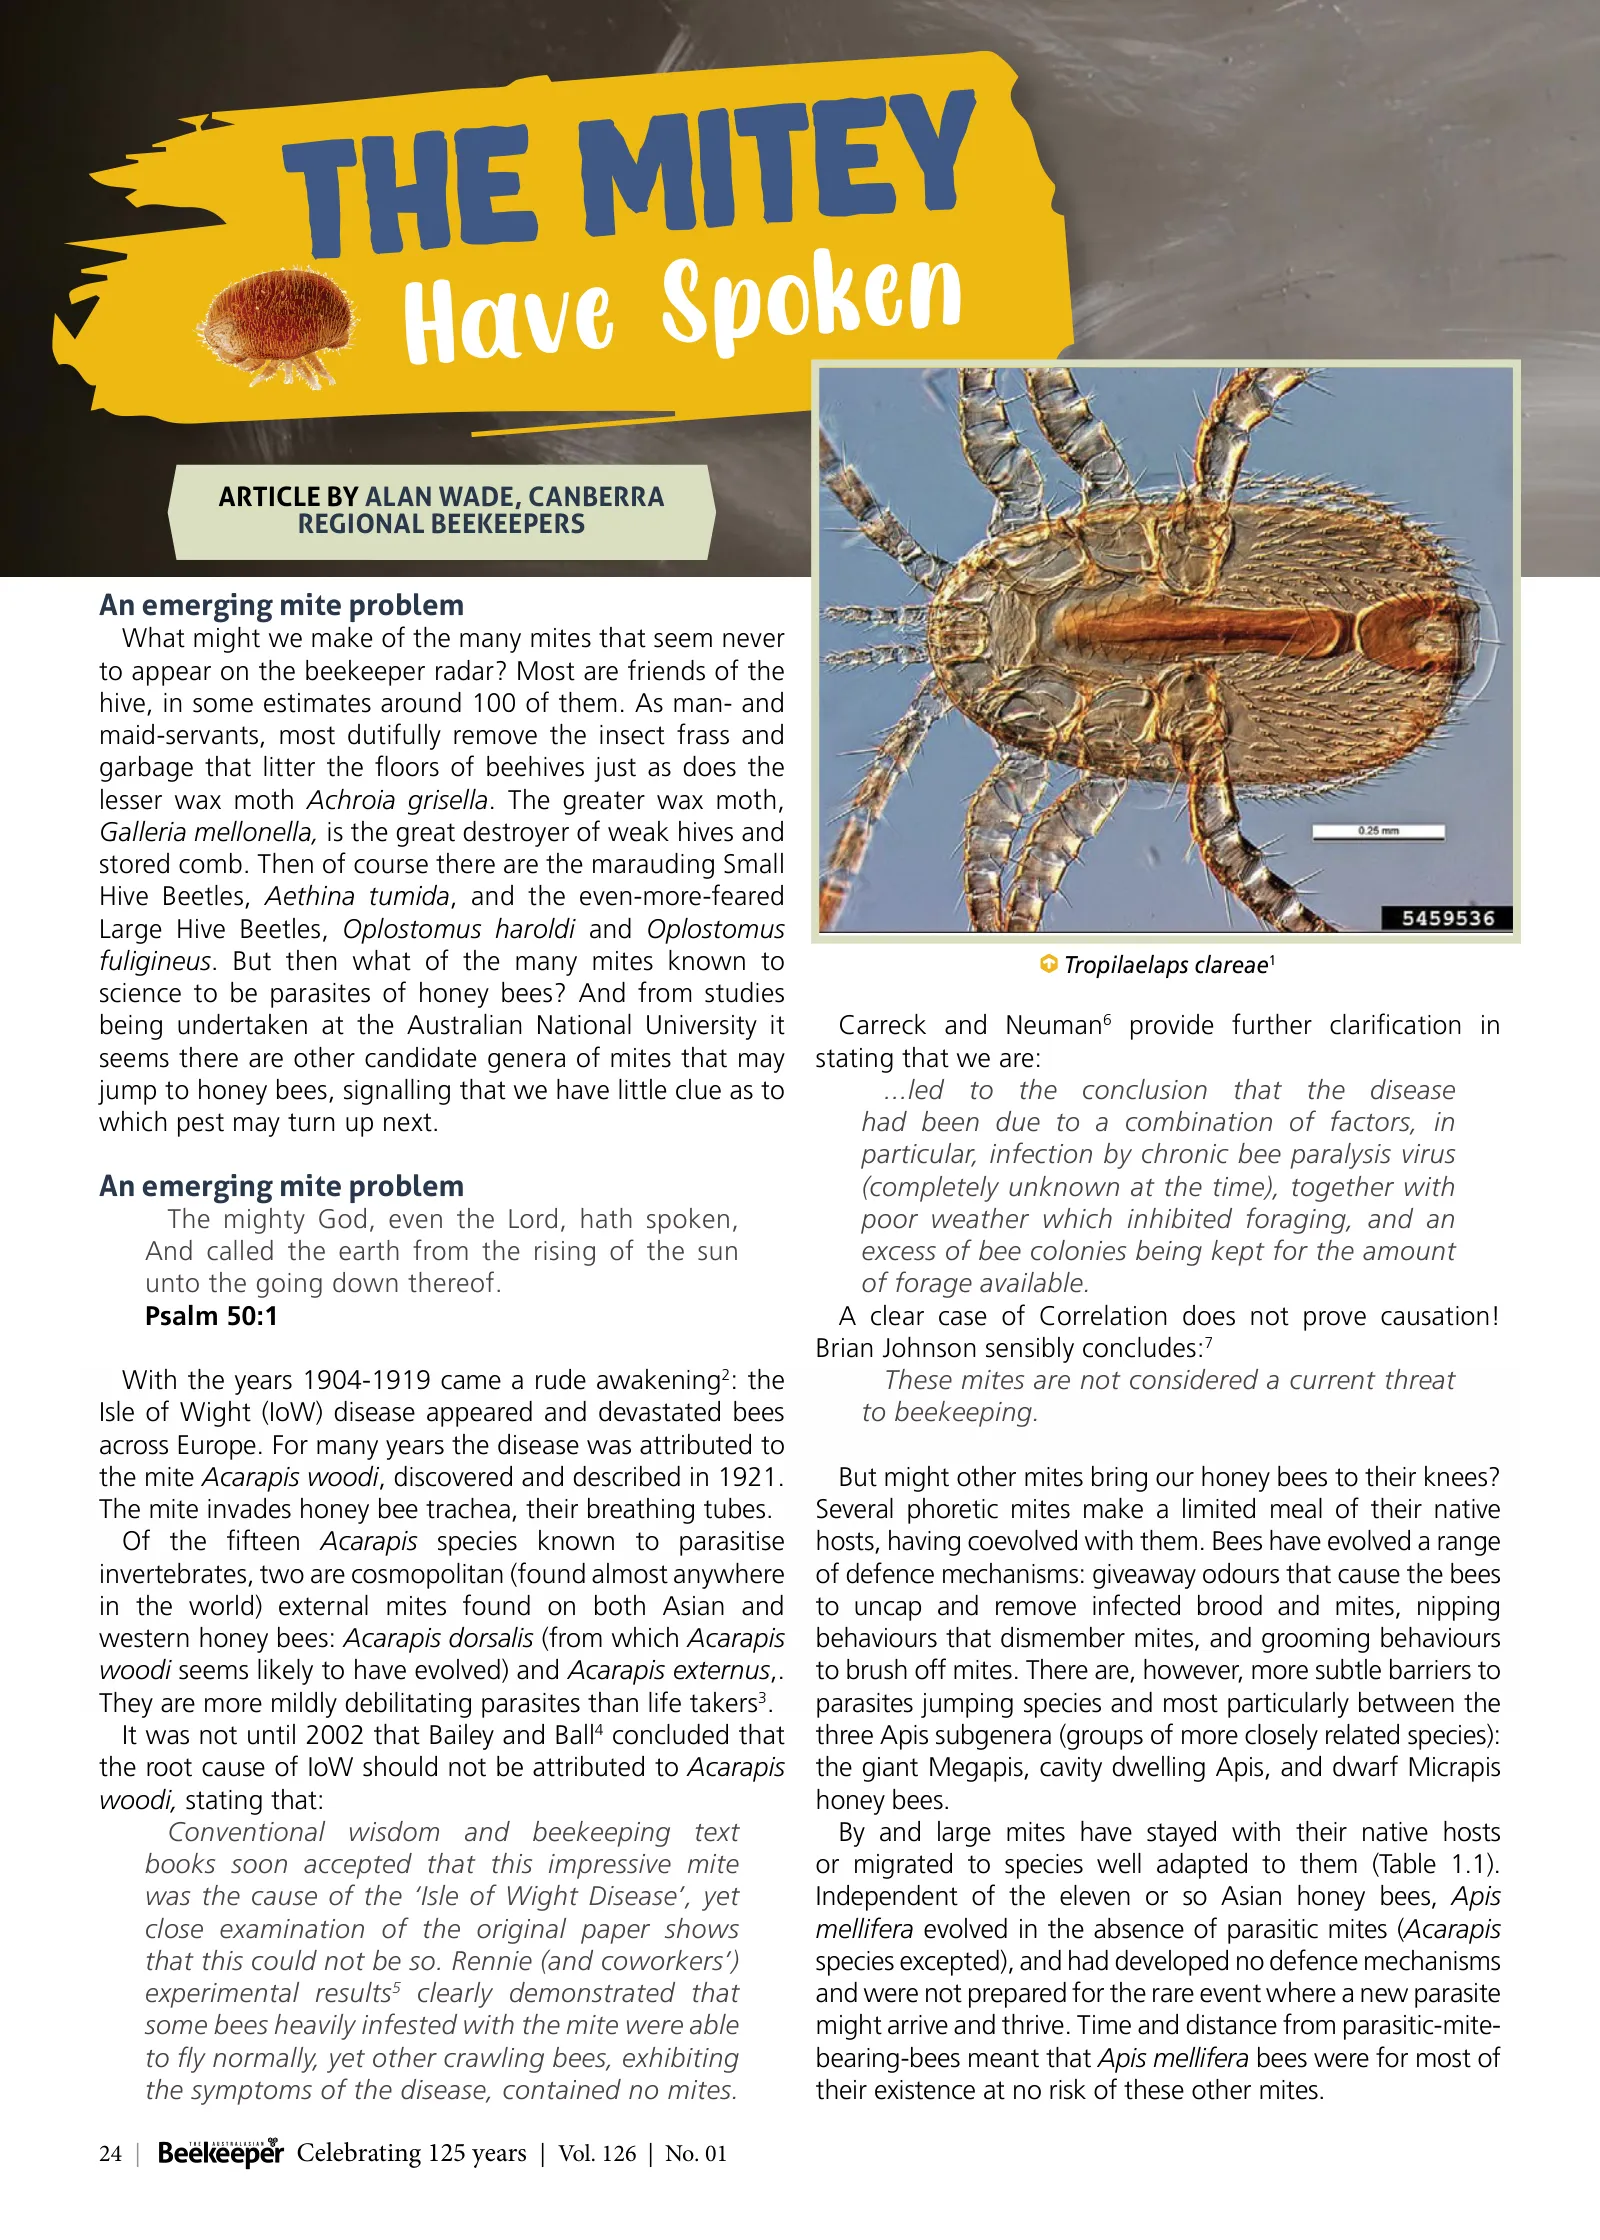 THE MITEY
Have Spoken
ARTICLE BY ALAN WADE, CANBERRA
REGIONAL BEEKEEPERS
An emerging mite problem
What might we make of the many mites that seem never
to appear on the beekeeper radar? Most are friends of the
hive, in some estimates around 100 of them. As man- and
maid-servants, most dutifully remove the insect frass and
garbage that litter the floors of beehives just as does the
lesser wax moth Achroia grisella. The greater wax moth,
Galleria mellonella, is the great destroyer of weak hives and
stored comb. Then of course there are the marauding Small
Hive Beetles, Aethina tumida, and the even-more-feared
Large Hive Beetles, Oplostomus haroldi and Oplostomus
fuligineus. But then what of the many mites known to
science to be parasites of honey bees? And from studies
being undertaken at the Australian National University it
seems there are other candidate genera of mites that may
jump to honey bees, signalling that we have little clue as to
which pest may turn up next.
An emerging mite problem
The mighty God, even the Lord, hath spoken,
And called the earth from the rising of the sun
unto the going down thereof.
Psalm 50:1
With the years 1904-1919 came a rude awakening²: the
Isle of Wight (IoW) disease appeared and devastated bees
across Europe. For many years the disease was attributed to
the mite Acarapis woodi, discovered and described in 1921.
The mite invades honey bee trachea, their breathing tubes.
Of the fifteen Acarapis species known to parasitise
invertebrates, two are cosmopolitan (found almost anywhere
in the world) external mites found on both Asian and
western honey bees: Acarapis dorsalis (from which Acarapis
woodi seems likely to have evolved) and Acarapis externus,.
They are more mildly debilitating parasites than life takers³.
It was not until 2002 that Bailey and Ball⁴ concluded that
the root cause of IoW should not be attributed to Acarapis
woodi, stating that:
Conventional wisdom and beekeeping text
books soon accepted that this impressive mite
was the cause of the ‘Isle of Wight Disease’, yet
close examination of the original paper shows
that this could not be so. Rennie (and coworkers’)
experimental results⁵ clearly demonstrated that
some bees heavily infested with the mite were able
to fly normally, yet other crawling bees, exhibiting
the symptoms of the disease, contained no mites.
0.25 mm
5459536
Tropilaelaps clareae¹
Carreck and Neuman⁶ provide further clarification in
stating that we are:
...led to the conclusion that the disease
had been due to a combination of factors, in
particular, infection by chronic bee paralysis virus
(completely unknown at the time), together with
poor weather which inhibited foraging, and an
excess of bee colonies being kept for the amount
of forage available.
A clear case of Correlation does not prove causation!
Brian Johnson sensibly concludes:⁷
These mites are not considered a current threat
to beekeeping.
But might other mites bring our honey bees to their knees?
Several phoretic mites make a limited meal of their native
hosts, having coevolved with them. Bees have evolved a range
of defence mechanisms: giveaway odours that cause the bees
to uncap and remove infected brood and mites, nipping
behaviours that dismember mites, and grooming behaviours
to brush off mites. There are, however, more subtle barriers to
parasites jumping species and most particularly between the
three Apis subgenera (groups of more closely related species):
the giant Megapis, cavity dwelling Apis, and dwarf Micrapis
honey bees.
By and large mites have stayed with their native hosts
or migrated to species well adapted to them (Table 1.1).
Independent of the eleven or so Asian honey bees, Apis
mellifera evolved in the absence of parasitic mites (Acarapis
species excepted), and had developed no defence mechanisms
and were not prepared for the rare event where a new parasite
might arrive and thrive. Time and distance from parasitic-mite-
bearing-bees meant that Apis mellifera bees were for most of
their existence at no risk of these other mites.
24 | THE AUSTRALASIAN Beekeeper Celebrating 125 years | Vol. 126 | No. 01